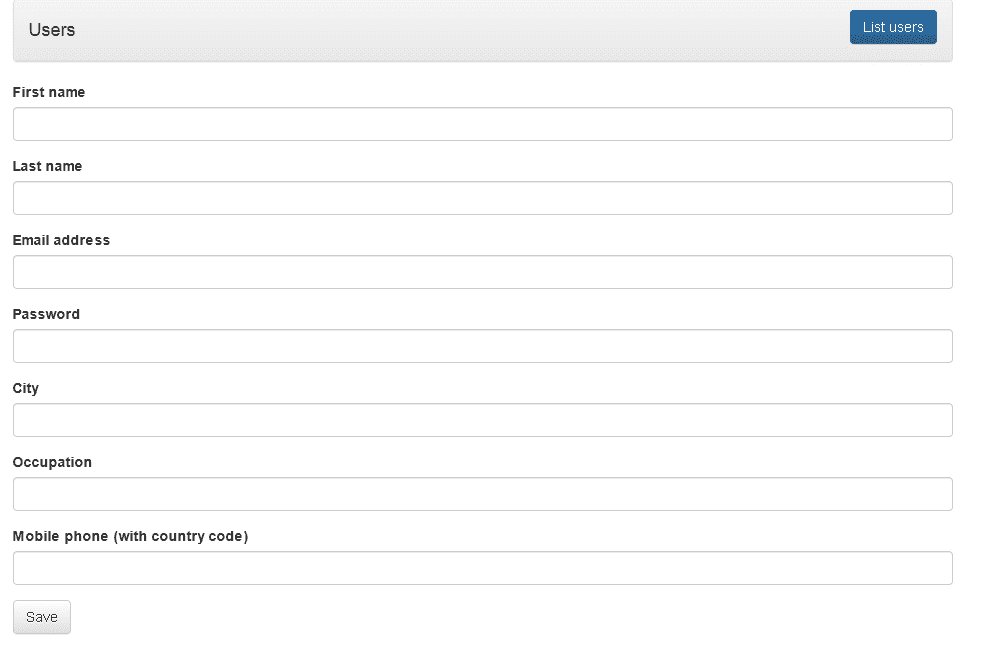 Users
List users
First name
Last name
Email address
Password
City
Occupation
Mobile phone (with country code)
Save